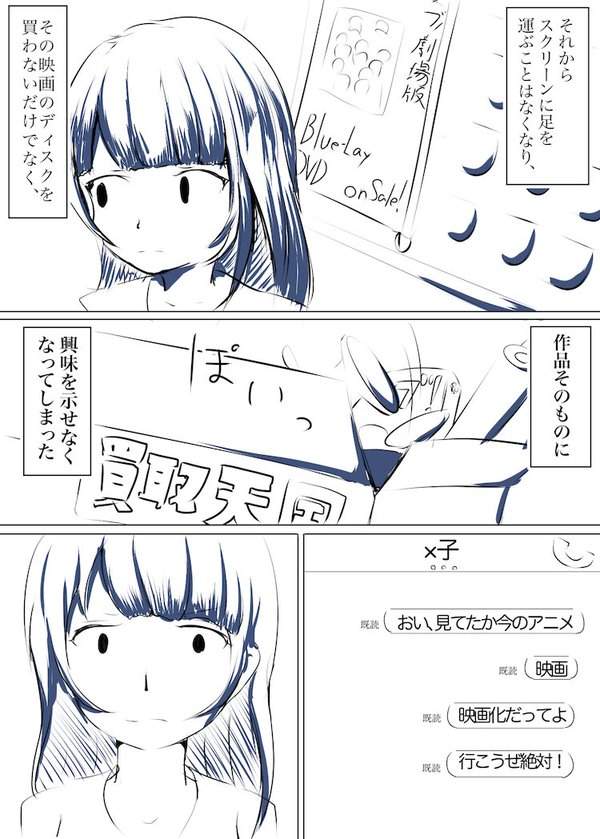 それから
スクリーンに足を
運ぶことはなくなり、
ブ劇場版
Blue-Lay
DVD
on Sale!
その映画のディスクを
買わないだけでなく、
作品そのものに
ぽいっ
買取天国
興味を示せなく
なってしまった
×子
既読 おい、見てたか今のアニメ
既読 映画
既読 映画化だってよ
既読 行こうぜ絶対！